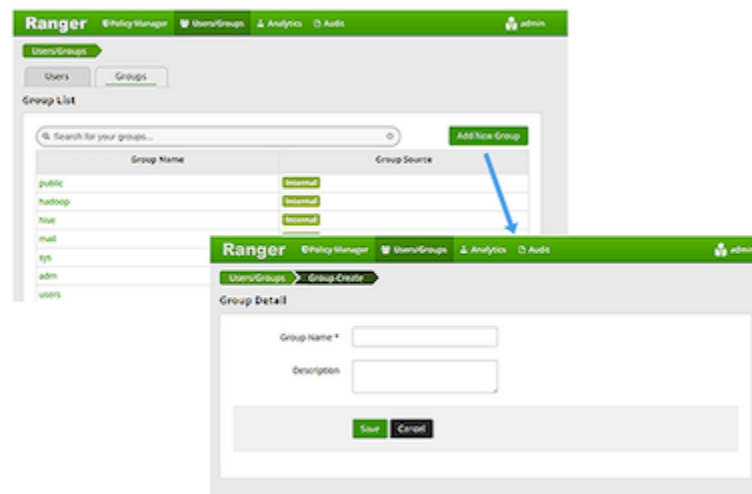 Ranger Policy Manager Users/Groups Analytics Audit admin
Users/Groups
Users Groups
Group List
Search for your groups... Add New Group
Group Name Group Source
public Internal
hadoop Internal
hive Internal
mail
sys
adm
users
Ranger Policy Manager Users/Groups Analytics Audit admin
Users/Groups Group Create
Group Detail
Group Name *
Description
Save Cancel